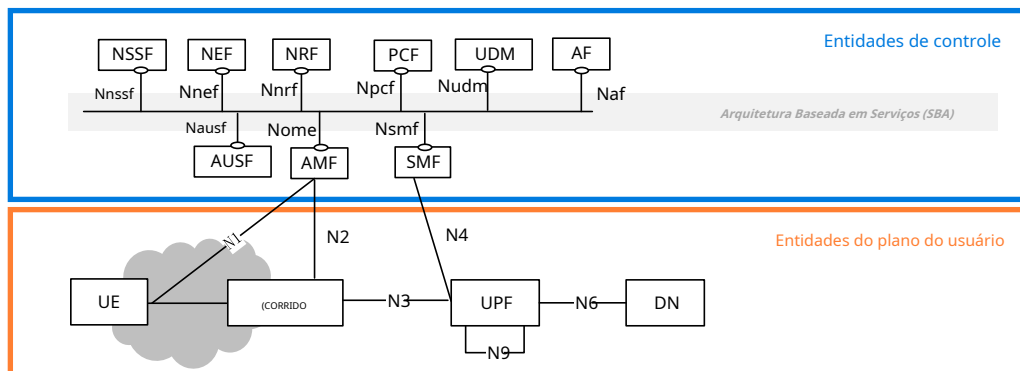 Entidades de controle
NSSF
NEF
NRF
PCF
UDM
AF
Nnssf
Nnef
Nnrf
Npcf
Nudm
Naf
Arquitetura Baseada em Serviços (SBA)
Nausf
Nome
Nsmf
AUSF
AMF
SMF
N1
N2
N4
Entidades do plano do usuário
UE
(CORRIDO
N3
UPF
N6
DN
N9